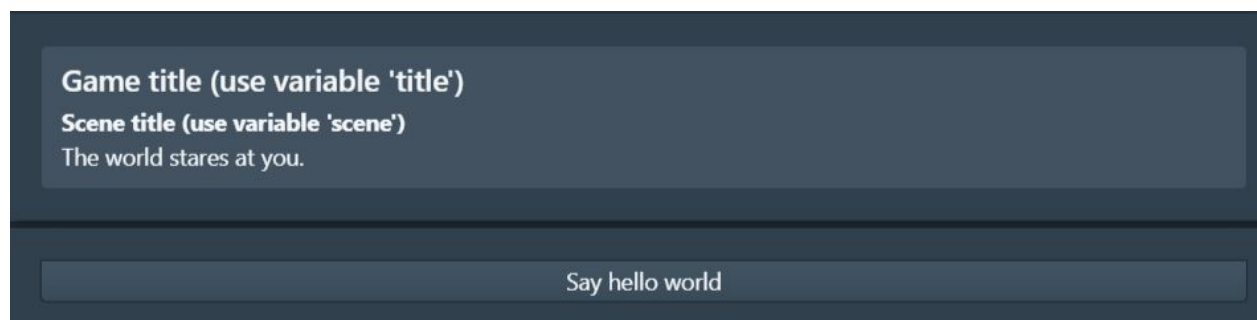 Game title (use variable 'title')
Scene title (use variable 'scene')
The world stares at you.
Say hello world